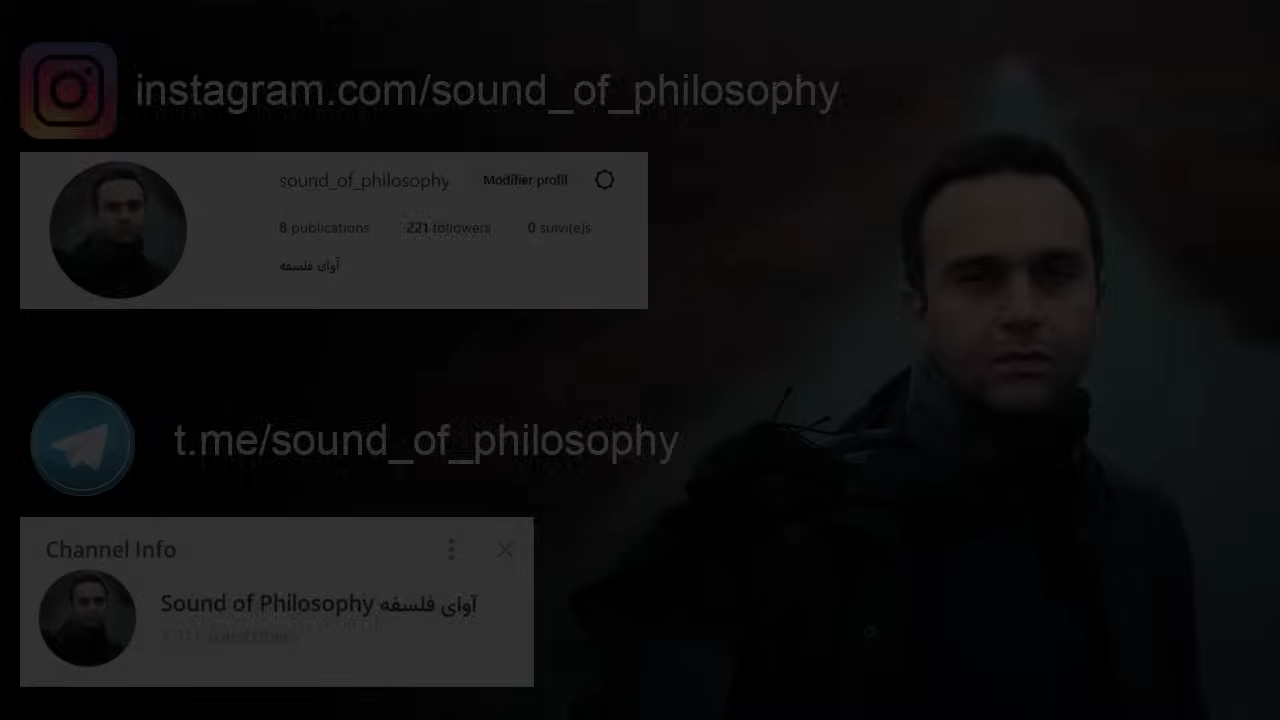 instagram.com/sound_of_philosophy
sound_of_philosophy Modifier profil
8 publications 221 followers 0 suivi(e)s
آوای فلسفه
t.me/sound_of_philosophy
Channel Info
Sound of Philosophy آوای فلسفه